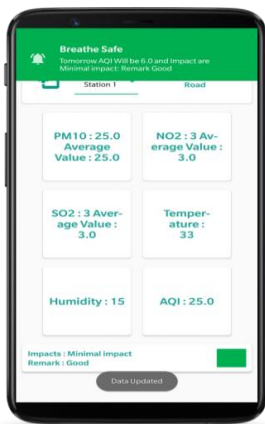 Breathe Safe
Tomorrow AQI Will be
6.0 and Impact are
Minimal impact: Remark
Good
Station 1
Road
PM10 : 25.0
Average
Value : 25.0
NO2 : 3 Av-
erage Value :
3.0
SO2 : 3 Aver-
age Value :
3.0
Temper-
ature :
33
Humidity : 15
AQI : 25.0
Impacts : Minimal impact
Remark : Good
Data Updated